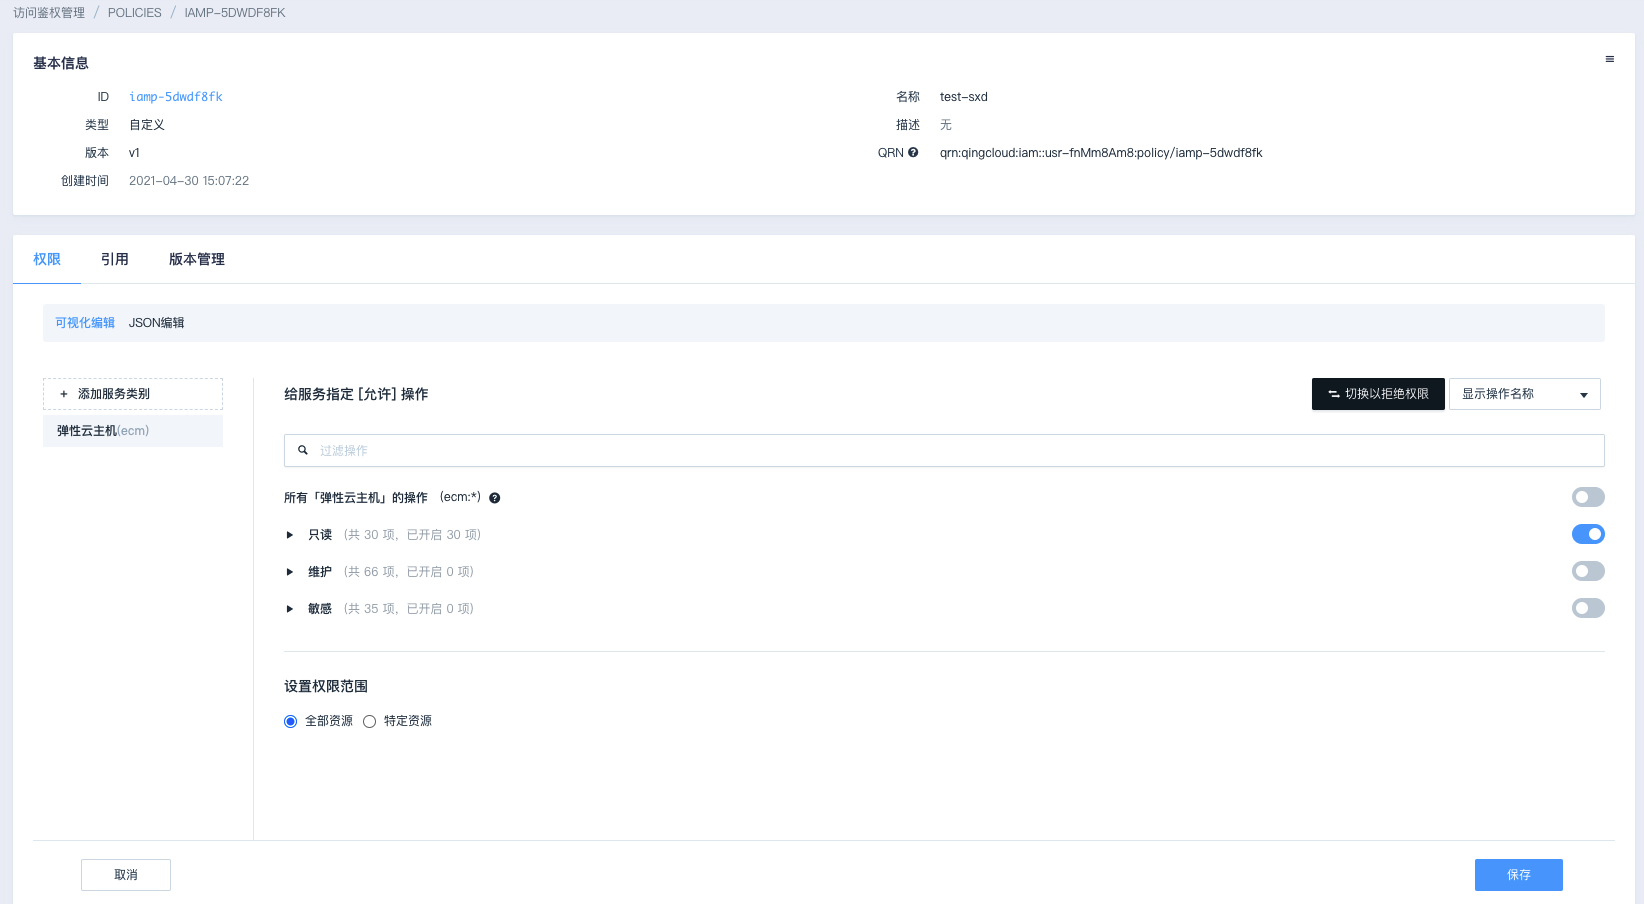 访问鉴权管理 / POLICIES / IAMP-5DWDF8FK
基本信息
ID iamp-5dwdf8fk 名称 test-sxd
类型 自定义 描述 无
版本 v1 QRN qrn:qingcloud:iam::usr-fnMm8Am8:policy/iamp-5dwdf8fk
创建时间 2021-04-30 15:07:22
权限 引用 版本管理
可视化编辑 JSON编辑
+ 添加服务类别
弹性云主机(ecm)
给服务指定 [允许] 操作 切换以拒绝权限 显示操作名称
过滤操作
所有「弹性云主机」的操作 (ecm:*)
只读 (共 30 项，已开启 30 项)
维护 (共 66 项，已开启 0 项)
敏感 (共 35 项，已开启 0 项)
设置权限范围
全部资源 特定资源
取消 保存